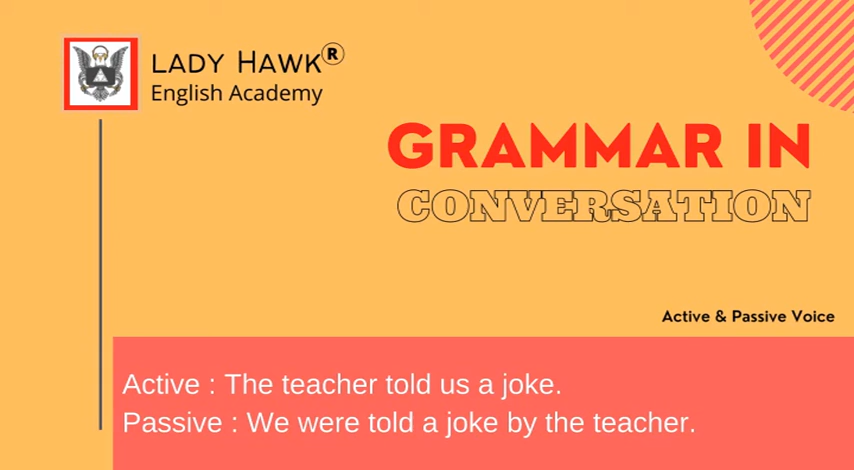 LADY HAWK®
English Academy
GRAMMAR IN
CONVERSATION
Active & Passive Voice
Active : The teacher told us a joke.
Passive : We were told a joke by the teacher.